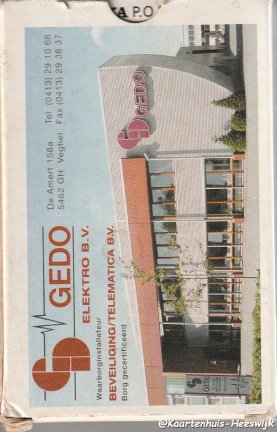 KA P.O
GEDO
ELEKTRO B.V.
Waarborginstallateur
BEVEILIGING/TELEMATICA B.V.
Borg gecertificeerd
De Amert 158a
5462 GH Veghel
Tel (0413) 29 10 68
Fax (0413) 29 38 37
GEDO
GEDO
@Kaartenhuis-Heeswijk